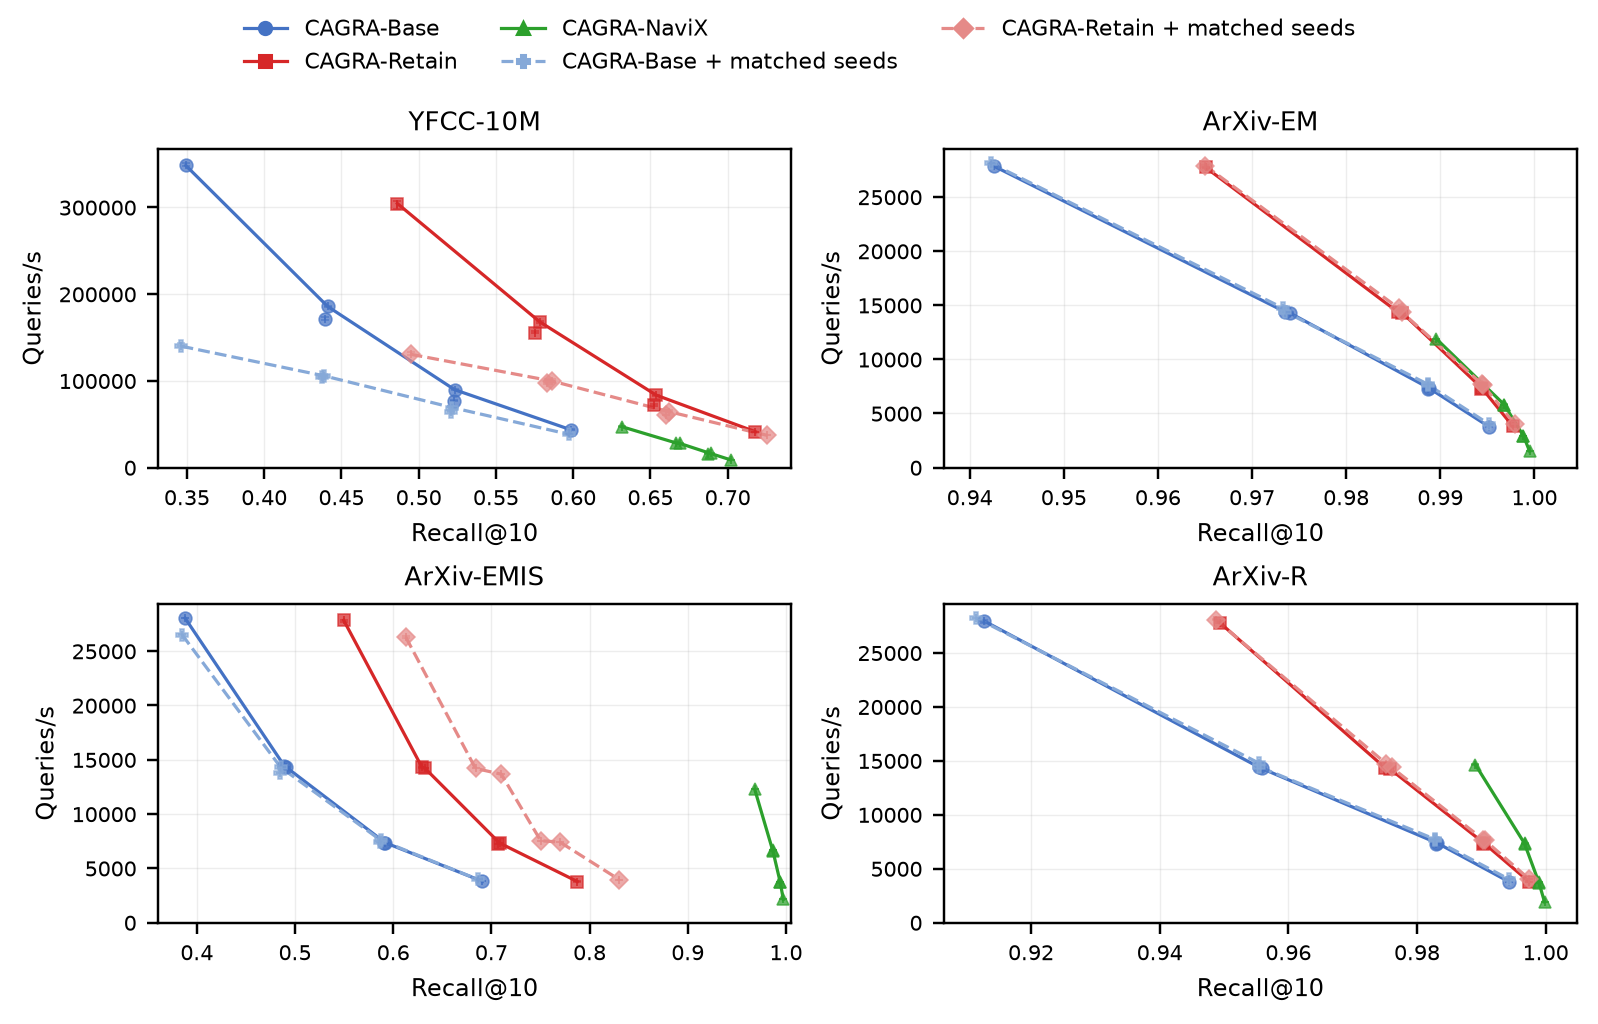 CAGRA-Base
CAGRA-Retain
CAGRA-NaviX
CAGRA-Base + matched seeds
CAGRA-Retain + matched seeds
YFCC-10M
Queries/s
300000
200000
100000
0
0.35 0.40 0.45 0.50 0.55 0.60 0.65 0.70
Recall@10
ArXiv-EM
Queries/s
25000
20000
15000
10000
5000
0
0.94 0.95 0.96 0.97 0.98 0.99 1.00
Recall@10
ArXiv-EMIS
Queries/s
25000
20000
15000
10000
5000
0
0.4 0.5 0.6 0.7 0.8 0.9 1.0
Recall@10
ArXiv-R
Queries/s
25000
20000
15000
10000
5000
0
0.92 0.94 0.96 0.98 1.00
Recall@10